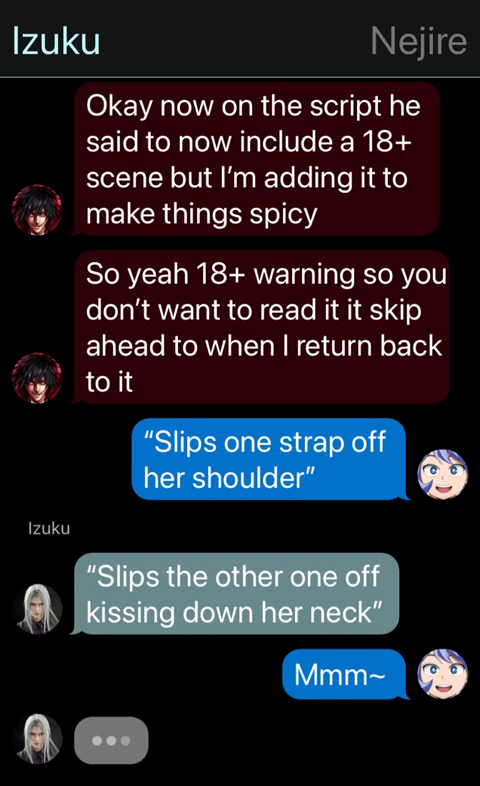 Izuku
Nejire
Okay now on the script he
said to now include a 18+
scene but I’m adding it to
make things spicy
So yeah 18+ warning so you
don’t want to read it it skip
ahead to when I return back
to it
“Slips one strap off
her shoulder”
Izuku
“Slips the other one off
kissing down her neck”
Mmm~